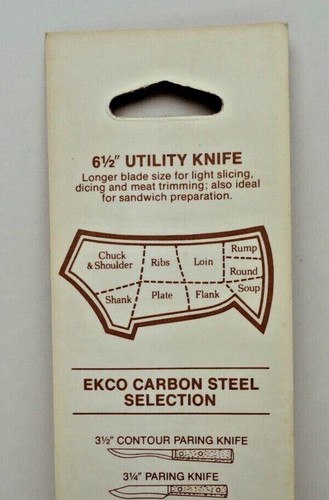 6½" UTILITY KNIFE
Longer blade size for light slicing,
dicing and meat trimming; also ideal
for sandwich preparation.
Chuck
& Shoulder
Ribs
Loin
Rump
Round
Soup
Shank
Plate
Flank
EKCO CARBON STEEL
SELECTION
3½" CONTOUR PARING KNIFE
3¼" PARING KNIFE